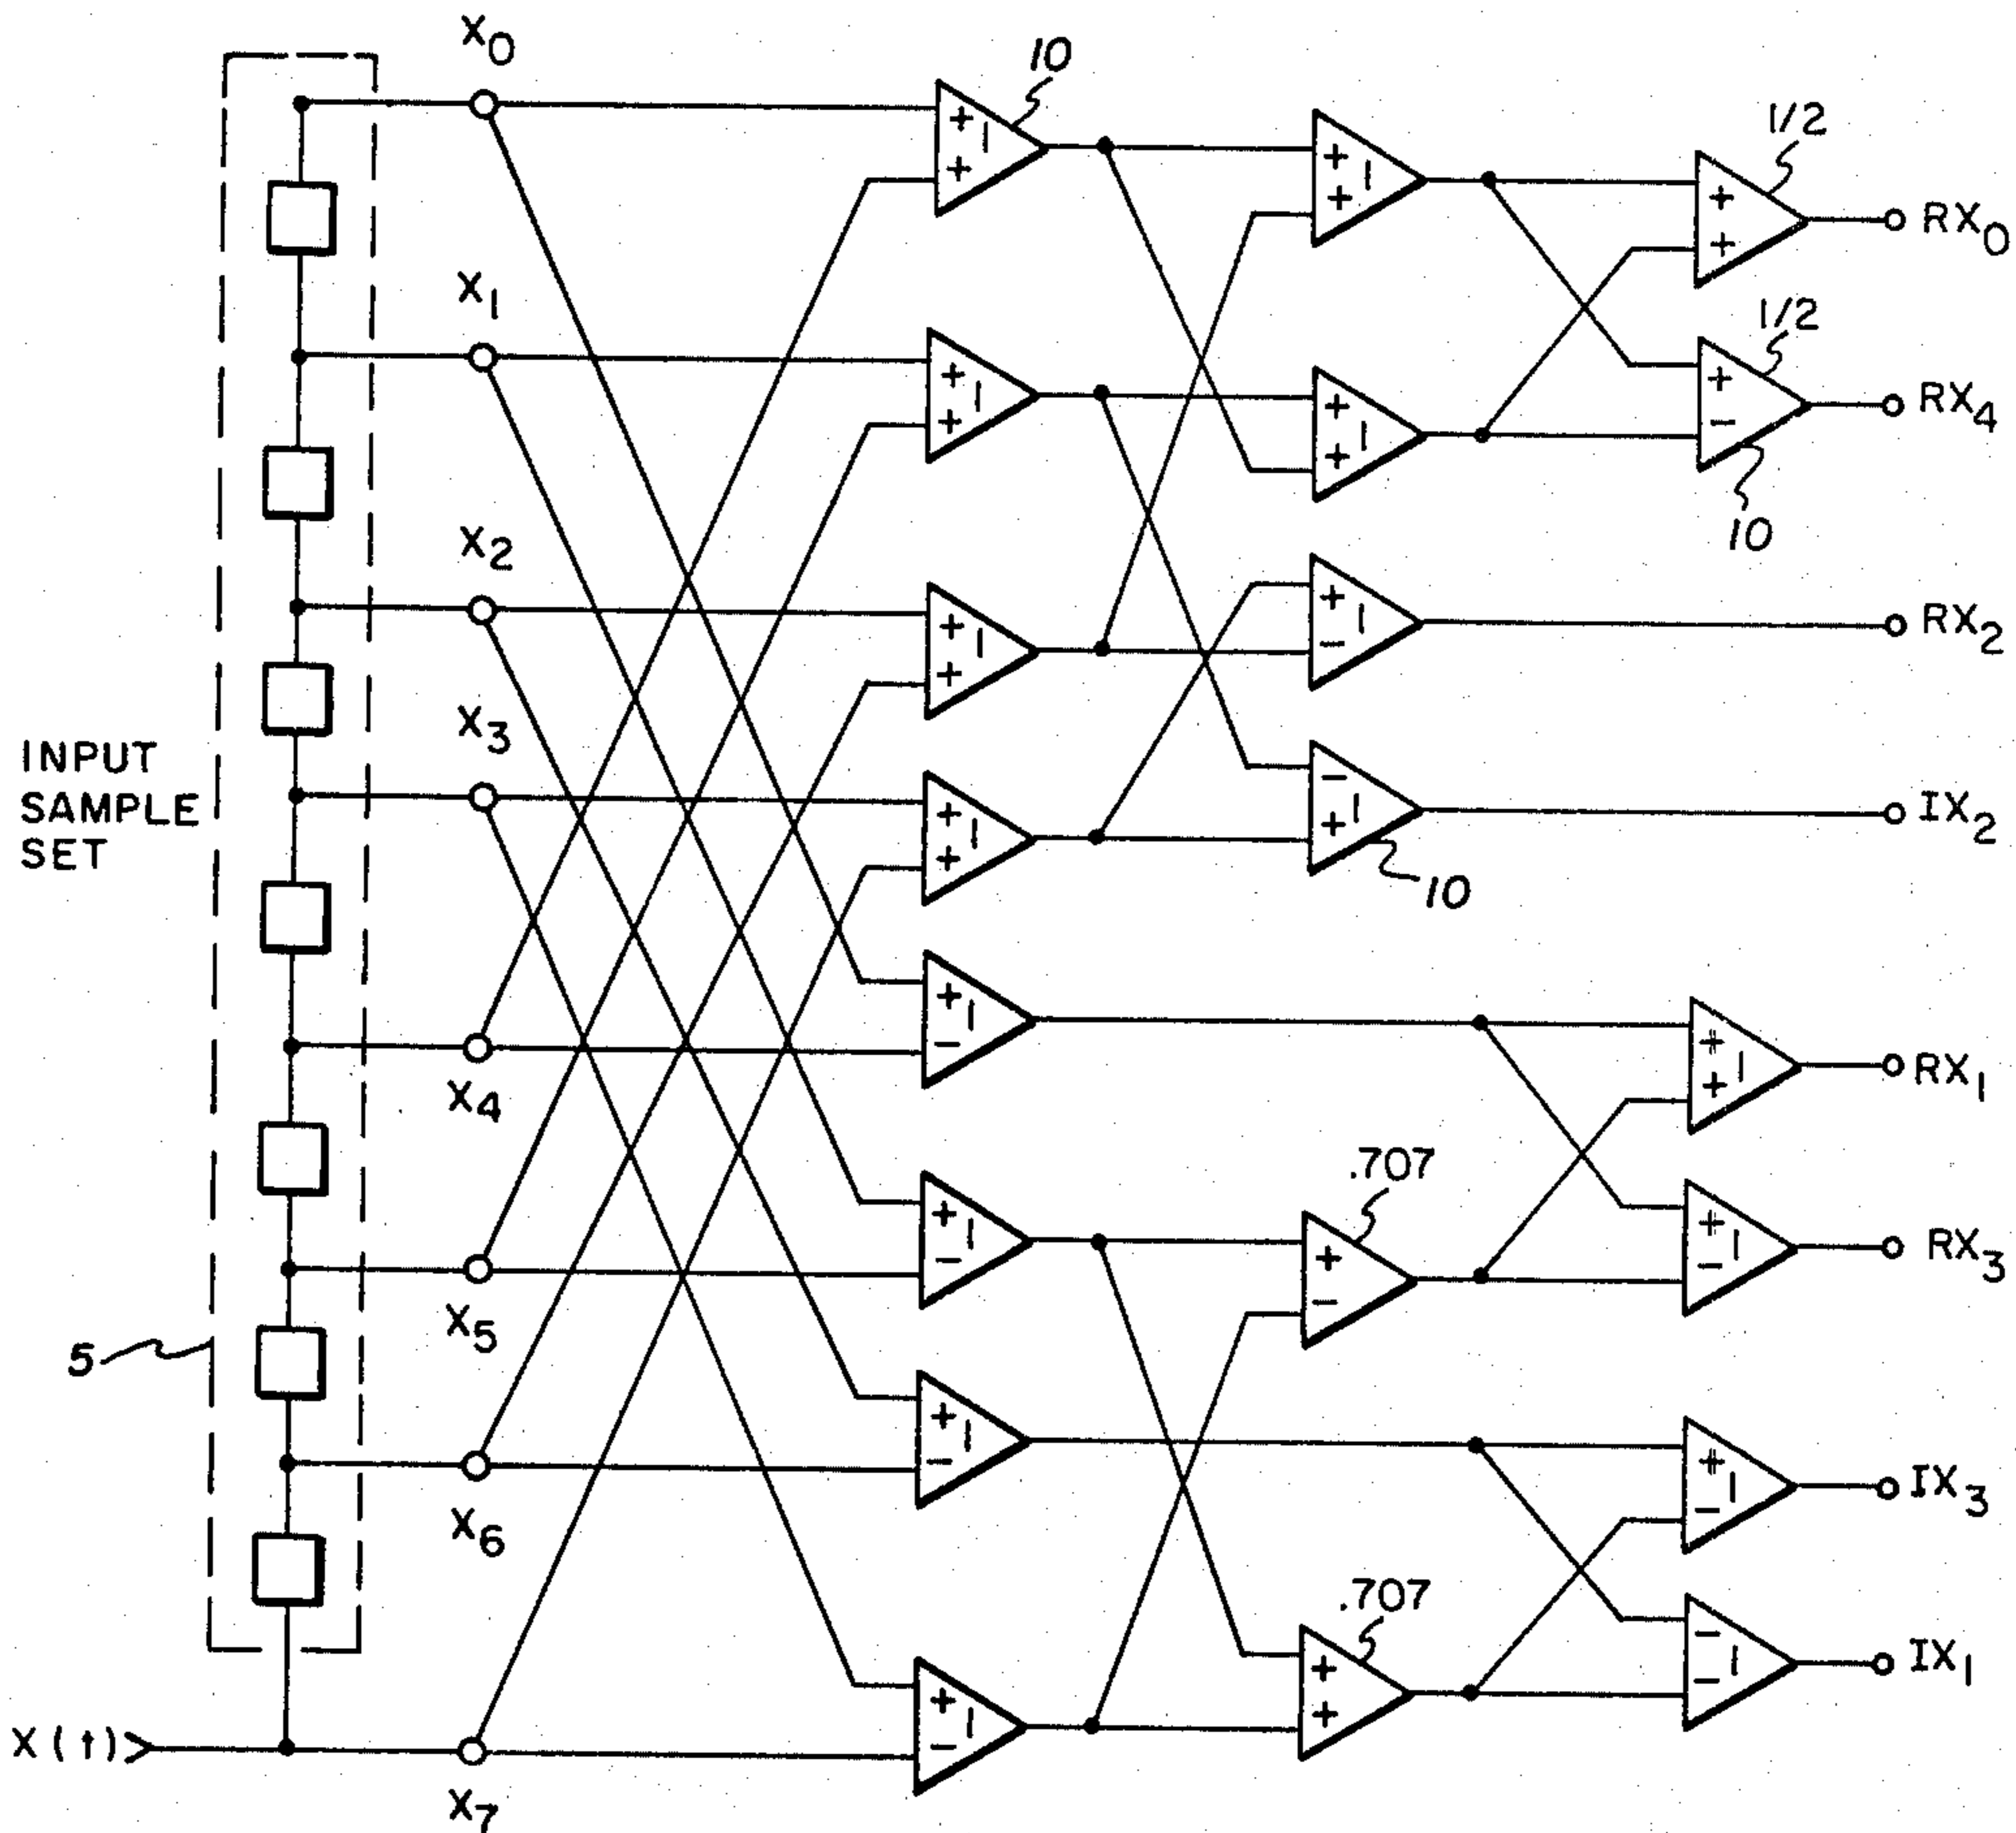 X0
10
1/2
RX0
X1
1/2
RX4
10
X2
RX2
X3
INPUT
SAMPLE
SET
IX2
10
X4
RX1
.707
RX3
X5
5
X6
IX3
.707
IX1
X(t)
X7